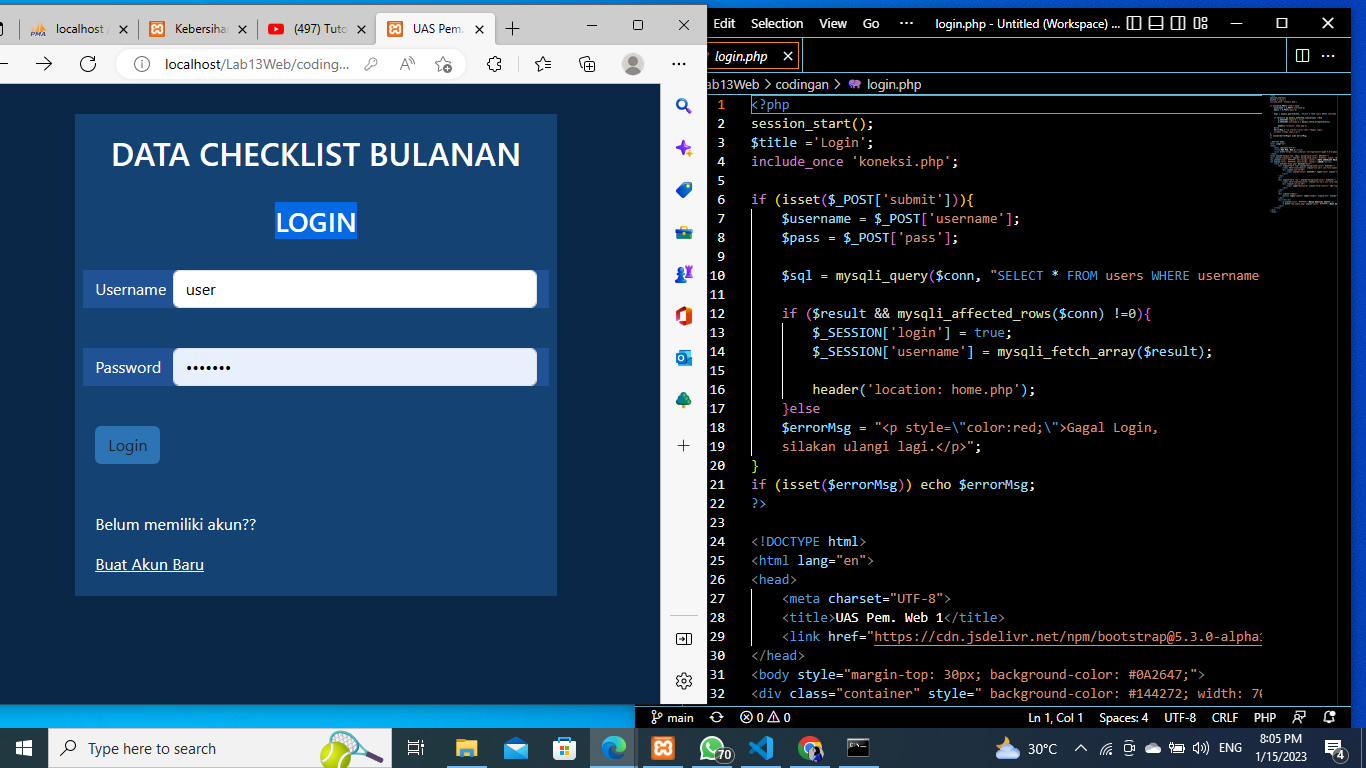 localhost /
Kebersiha
(497) Tuto
UAS Pem.
localhost/Lab13Web/coding...
DATA CHECKLIST BULANAN
LOGIN
Username user
Password •••••••
Login
Belum memiliki akun??
Buat Akun Baru
Edit Selection View Go ··· login.php - Untitled (Workspace) ...
login.php
ab13Web > codingan > login.php
1 <?php
2 session_start();
3 $title ='Login';
4 include_once 'koneksi.php';
5
6 if (isset($_POST['submit'])){
7 $username = $_POST['username'];
8 $pass = $_POST['pass'];
9
10 $sql = mysqli_query($conn, "SELECT * FROM users WHERE username
11
12 if ($result && mysqli_affected_rows($conn) !=0){
13 $_SESSION['login'] = true;
14 $_SESSION['username'] = mysqli_fetch_array($result);
15
16 header('location: home.php');
17 }else
18 $errorMsg = "<p style=\"color:red;\">Gagal Login,
19 silakan ulangi lagi.</p>";
20 }
21 if (isset($errorMsg)) echo $errorMsg;
22 ?>
23
24 <!DOCTYPE html>
25 <html lang="en">
26 <head>
27 <meta charset="UTF-8">
28 <title>UAS Pem. Web 1</title>
29 <link href="https://cdn.jsdelivr.net/npm/bootstrap@5.3.0-alpha1
30 </head>
31 <body style="margin-top: 30px; background-color: #0A2647;">
32 <div class="container" style=" background-color: #144272; width: 70
main 0 0 Ln 1, Col 1 Spaces: 4 UTF-8 CRLF PHP
Type here to search
70
30°C
ENG
8:05 PM
1/15/2023
4